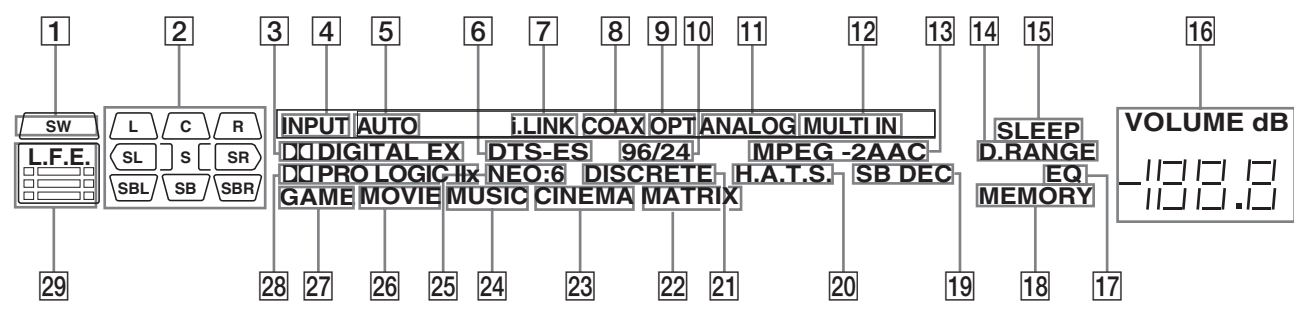 1 2 3 4 5 6 7 8 9 10 11 12 13 14 15 16
SW L C R INPUT AUTO i.LINK COAX OPT ANALOG MULTI IN SLEEP VOLUME dB
L.F.E. SL S SR DIGITAL EX DTS-ES 96/24 MPEG -2AAC D.RANGE
SBL SB SBR PRO LOGIC IIx NEO:6 DISCRETE H.A.T.S. SB DEC EQ -188.8
GAME MOVIE MUSIC CINEMA MATRIX MEMORY
29 28 27 26 25 24 23 22 21 20 19 18 17